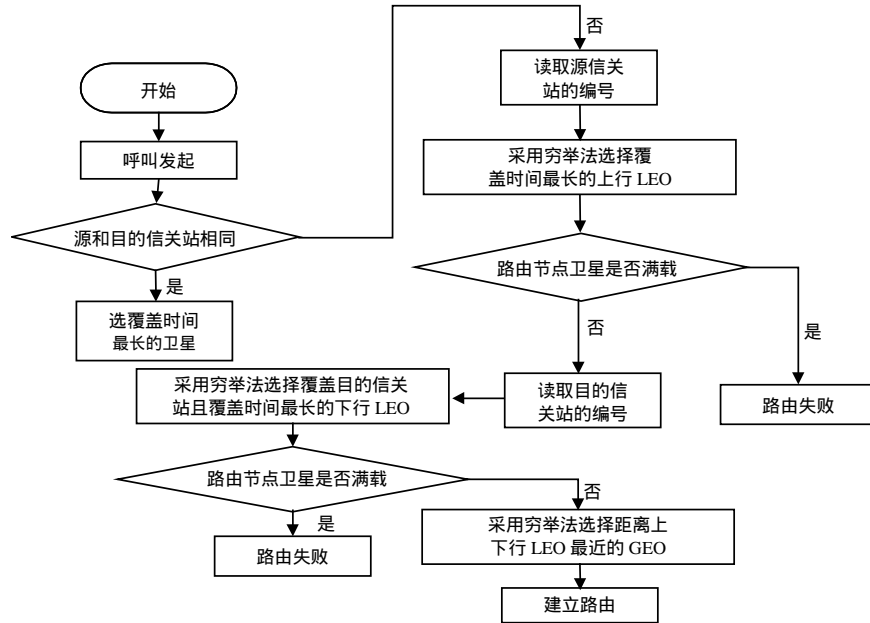 开始
呼叫发起
源和目的信关站相同
是
选覆盖时间
最长的卫星
否
读取源信关
站的编号
采用穷举法选择覆
盖时间最长的上行 LEO
路由节点卫星是否满载
是
路由失败
否
读取目的信
关站的编号
采用穷举法选择覆盖目的信关
站且覆盖时间最长的下行 LEO
路由节点卫星是否满载
是
路由失败
否
采用穷举法选择距离上
下行 LEO 最近的 GEO
建立路由